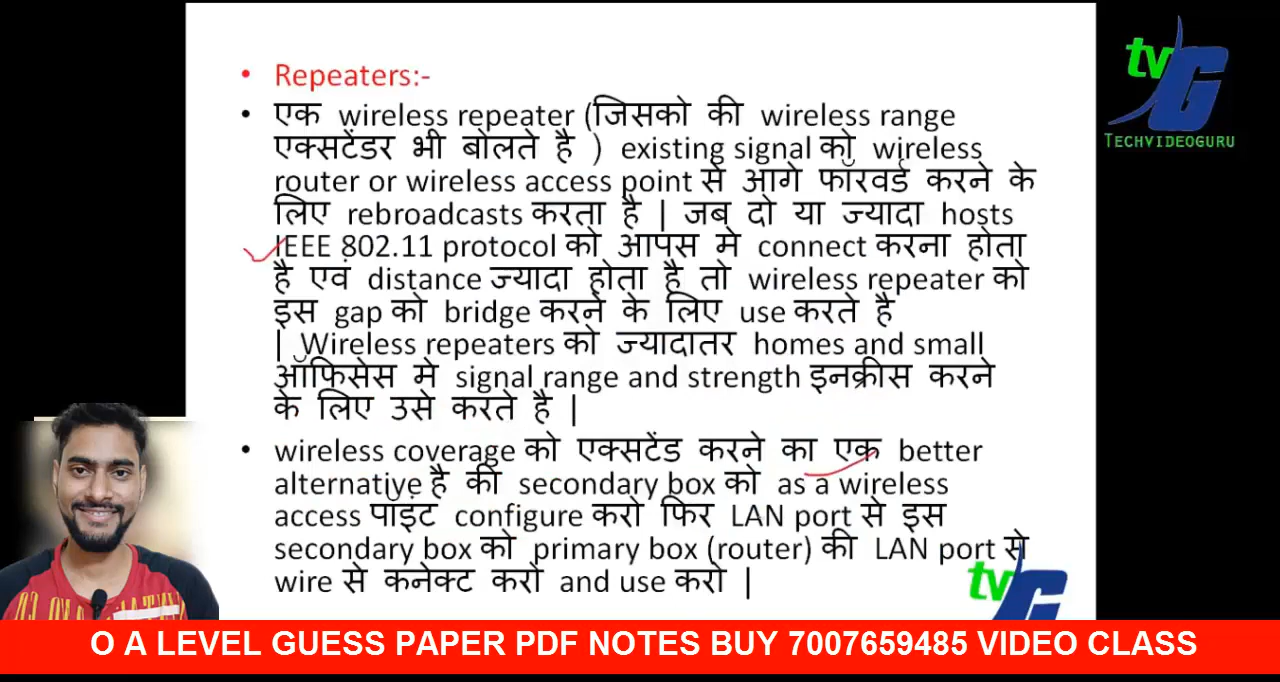 • Repeaters:-
• एक wireless repeater (जिसको की wireless range
एक्सटेंडर भी बोलते है ) existing signal को wireless
router or wireless access point से आगे फॉरवर्ड करने के
लिए rebroadcasts करता है | जब दो या ज्यादा hosts
IEEE 802.11 protocol को आपस मे connect करना होता
है एवं distance ज्यादा होता है तो wireless repeater को
इस gap को bridge करने के लिए use करते है
| Wireless repeaters को ज्यादातर homes and small
ऑफिसेस मे signal range and strength इनक्रीस करने
के लिए उसे करते है |
• wireless coverage को एक्सटेंड करने का एक better
alternative है की secondary box को as a wireless
access पॉइंट configure करो फिर LAN port से इस
secondary box को primary box (router) की LAN port से
wire से कनेक्ट करो and use करो |
tvG
TECHVIDEOGURU
tvG
O A LEVEL GUESS PAPER PDF NOTES BUY 7007659485 VIDEO CLASS